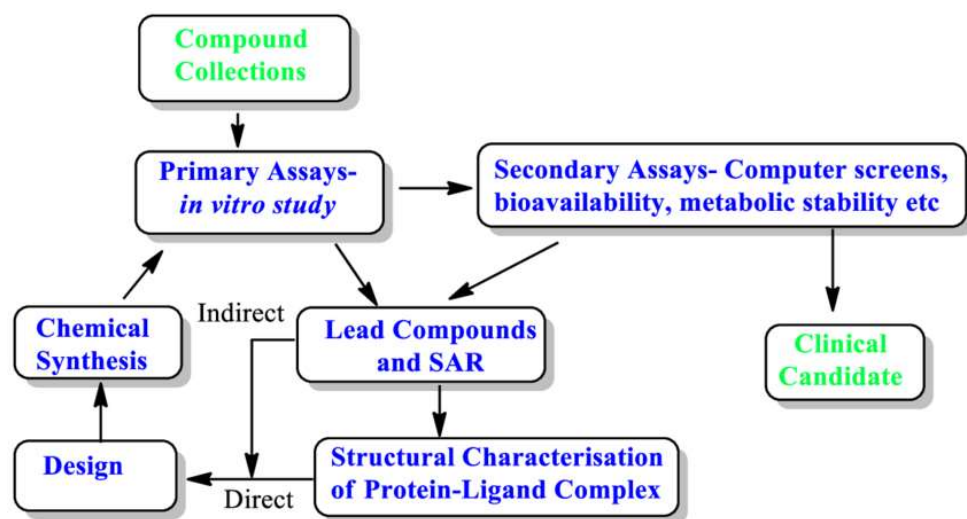 Compound
Collections
Primary Assays-
in vitro study
Secondary Assays- Computer screens,
bioavailability, metabolic stability etc
Indirect
Chemical
Synthesis
Lead Compounds
and SAR
Clinical
Candidate
Design
Direct
Structural Characterisation
of Protein-Ligand Complex